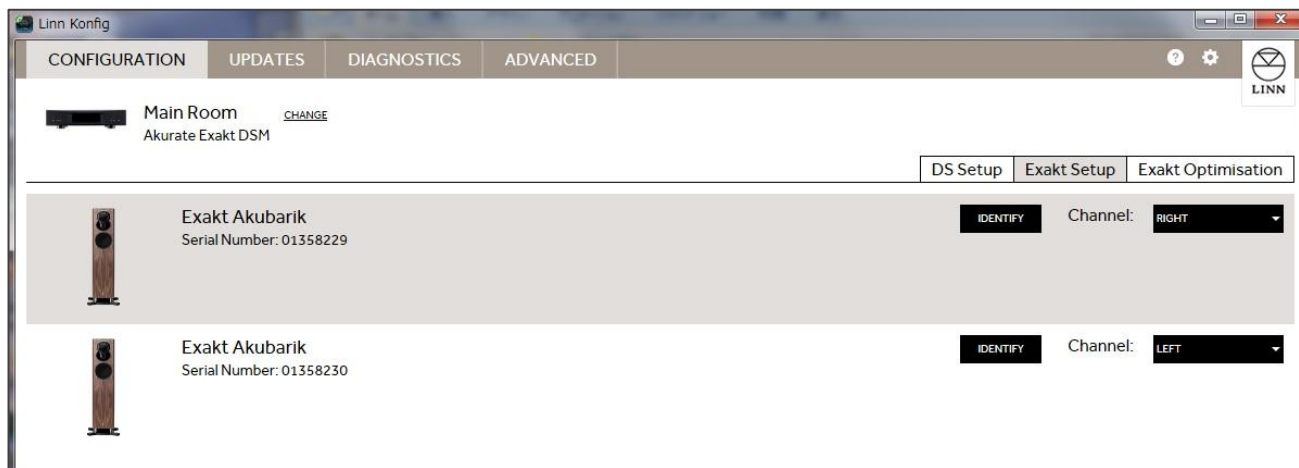 Linn Konfig
CONFIGURATION UPDATES DIAGNOSTICS ADVANCED
LINN
Main Room CHANGE
Akurate Exakt DSM
DS Setup Exakt Setup Exakt Optimisation
Exakt Akubarik IDENTIFY Channel: RIGHT
Serial Number: 01358229
Exakt Akubarik IDENTIFY Channel: LEFT
Serial Number: 01358230